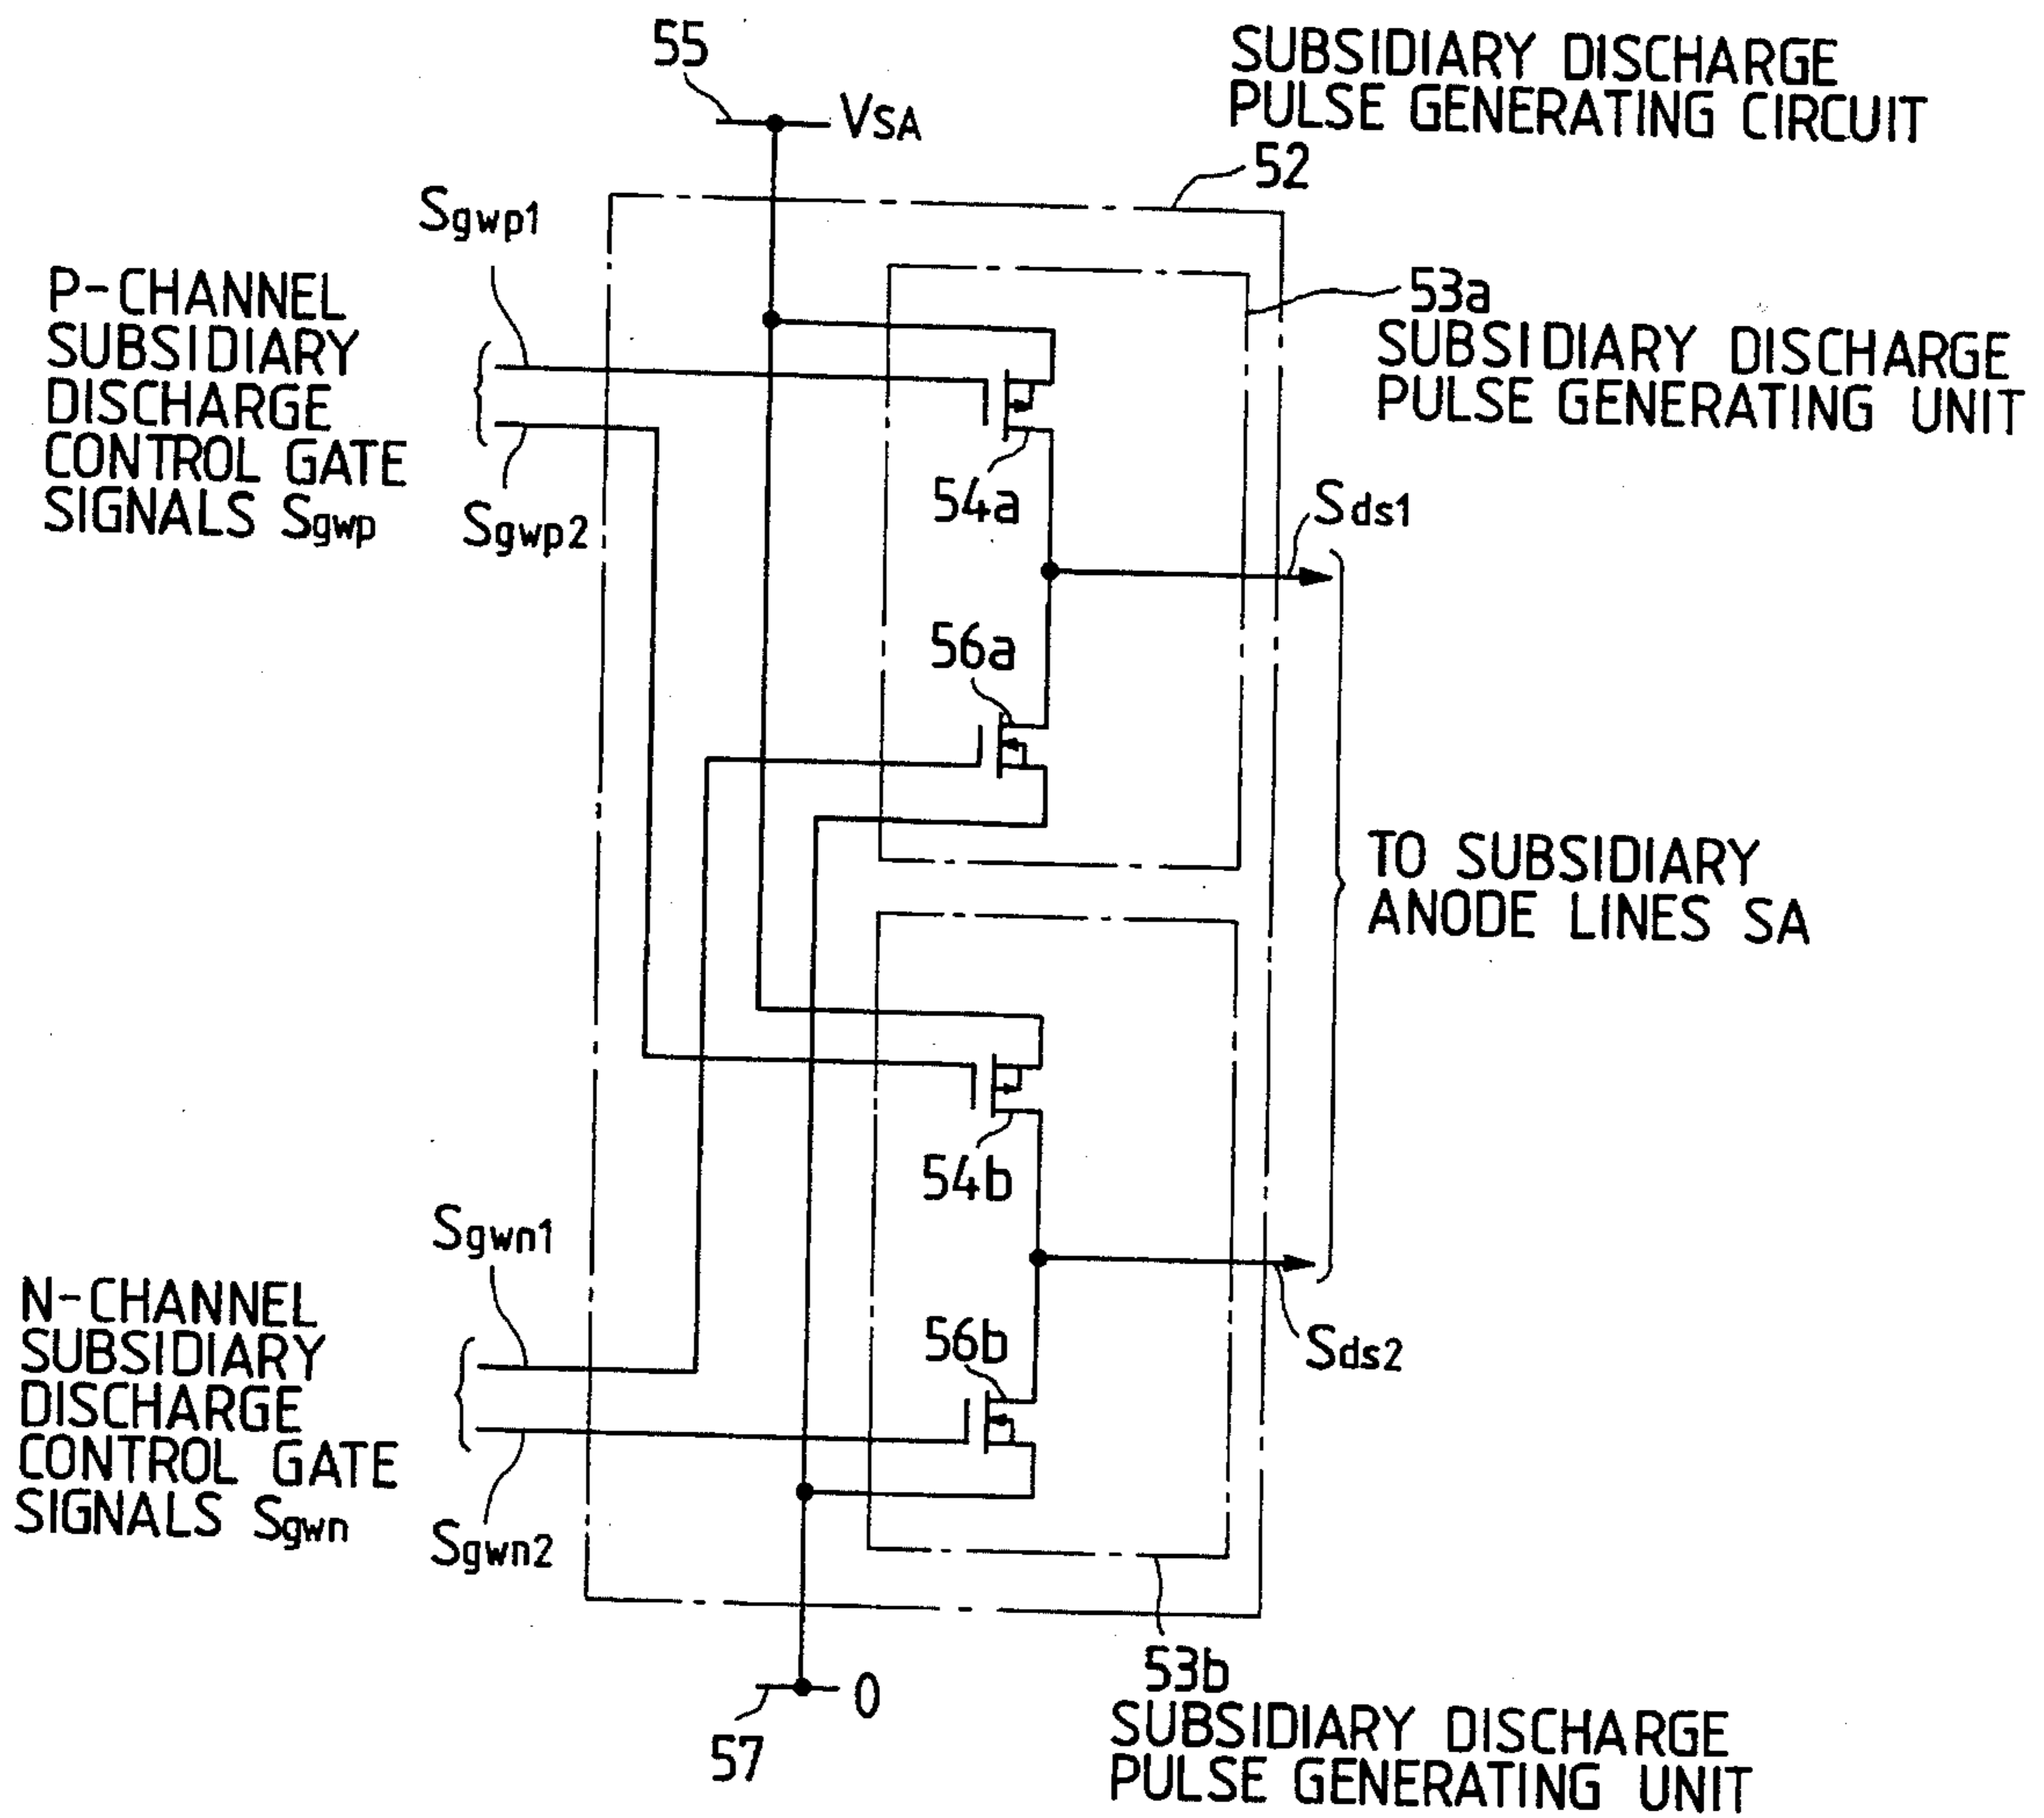 55
VSA
SUBSIDIARY DISCHARGE
PULSE GENERATING CIRCUIT
52
Sgwp1
P-CHANNEL
SUBSIDIARY
DISCHARGE
CONTROL GATE
SIGNALS Sgwp
Sgwp2
53a
SUBSIDIARY DISCHARGE
PULSE GENERATING UNIT
54a
Sds1
56a
TO SUBSIDIARY
ANODE LINES SA
54b
Sgwn1
N-CHANNEL
SUBSIDIARY
DISCHARGE
CONTROL GATE
SIGNALS Sgwn
Sgwn2
56b
Sds2
53b
SUBSIDIARY DISCHARGE
PULSE GENERATING UNIT
0
57